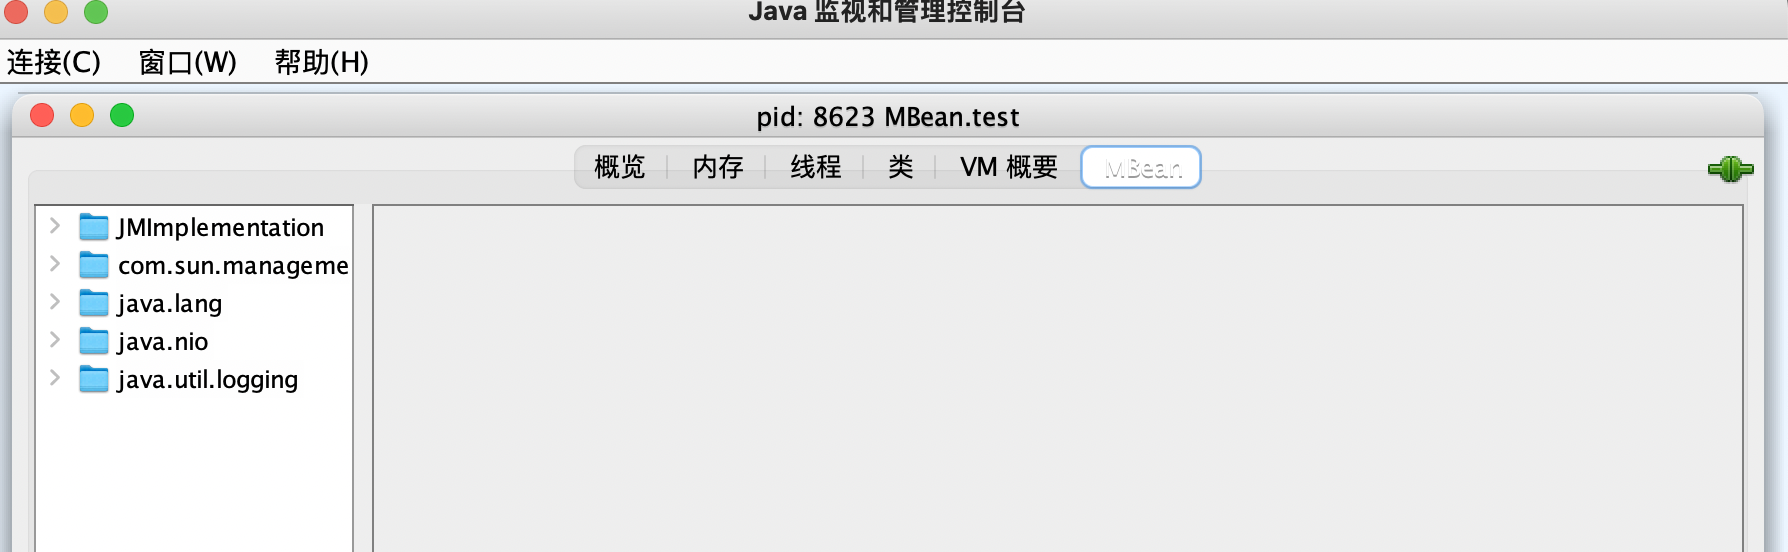 Java 监视和管理控制台
连接(C) 窗口(W) 帮助(H)
pid: 8623 MBean.test
概览 内存 线程 类 VM 概要 MBean
JMImplementation
com.sun.manageme
java.lang
java.nio
java.util.logging